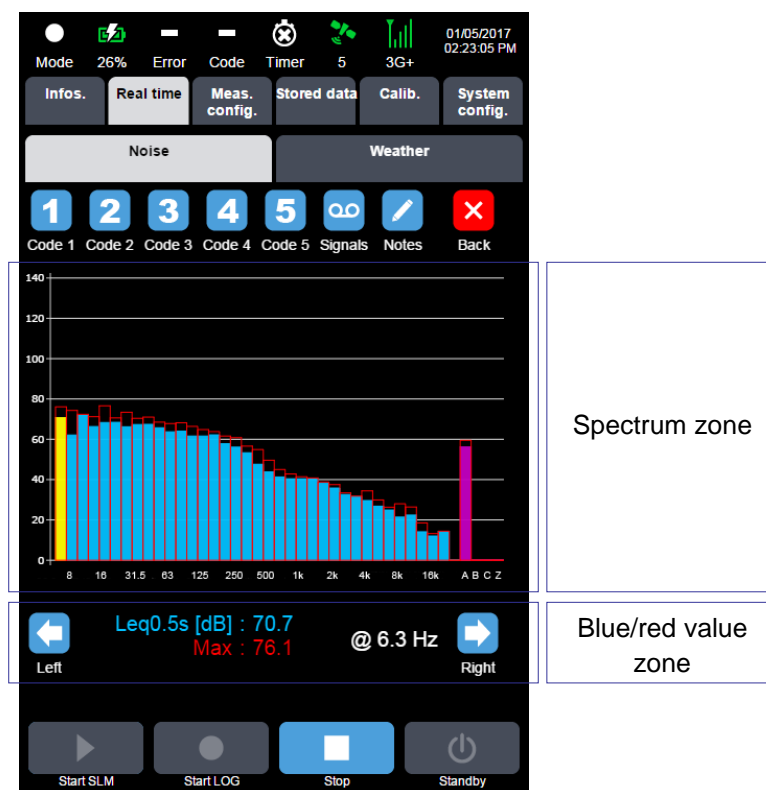 01/05/2017
02:23:05 PM
Mode 26% Error Code Timer 5 3G+
Infos. Real time Meas. config. Stored data Calib. System config.
Noise Weather
1 2 3 4 5
Code 1 Code 2 Code 3 Code 4 Code 5 Signals Notes Back
140
120
100
80
60
40
20
0
8 16 31.5 63 125 250 500 1k 2k 4k 8k 16k A B C Z
Spectrum zone
Leq0.5s [dB] : 70.7
Max : 76.1
@ 6.3 Hz
Left Right
Blue/red value
zone
Start SLM Start LOG Stop Standby